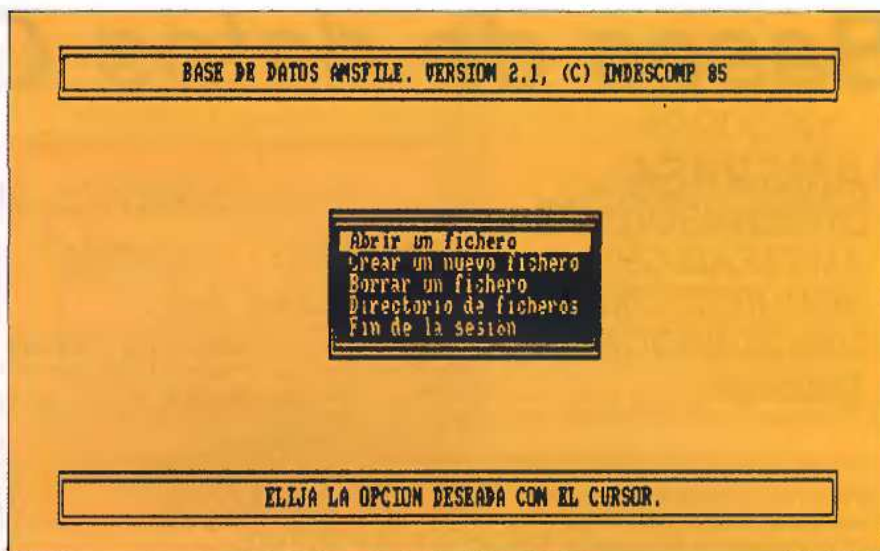 BASE DE DATOS AMSFILE. VERSION 2.1, (C) INDESCOMP 85
Abrir un fichero
Crear un nuevo fichero
Borrar un fichero
Directorio de ficheros
Fin de la sesion
ELIJA LA OPCION DESEADA CON EL CURSOR.